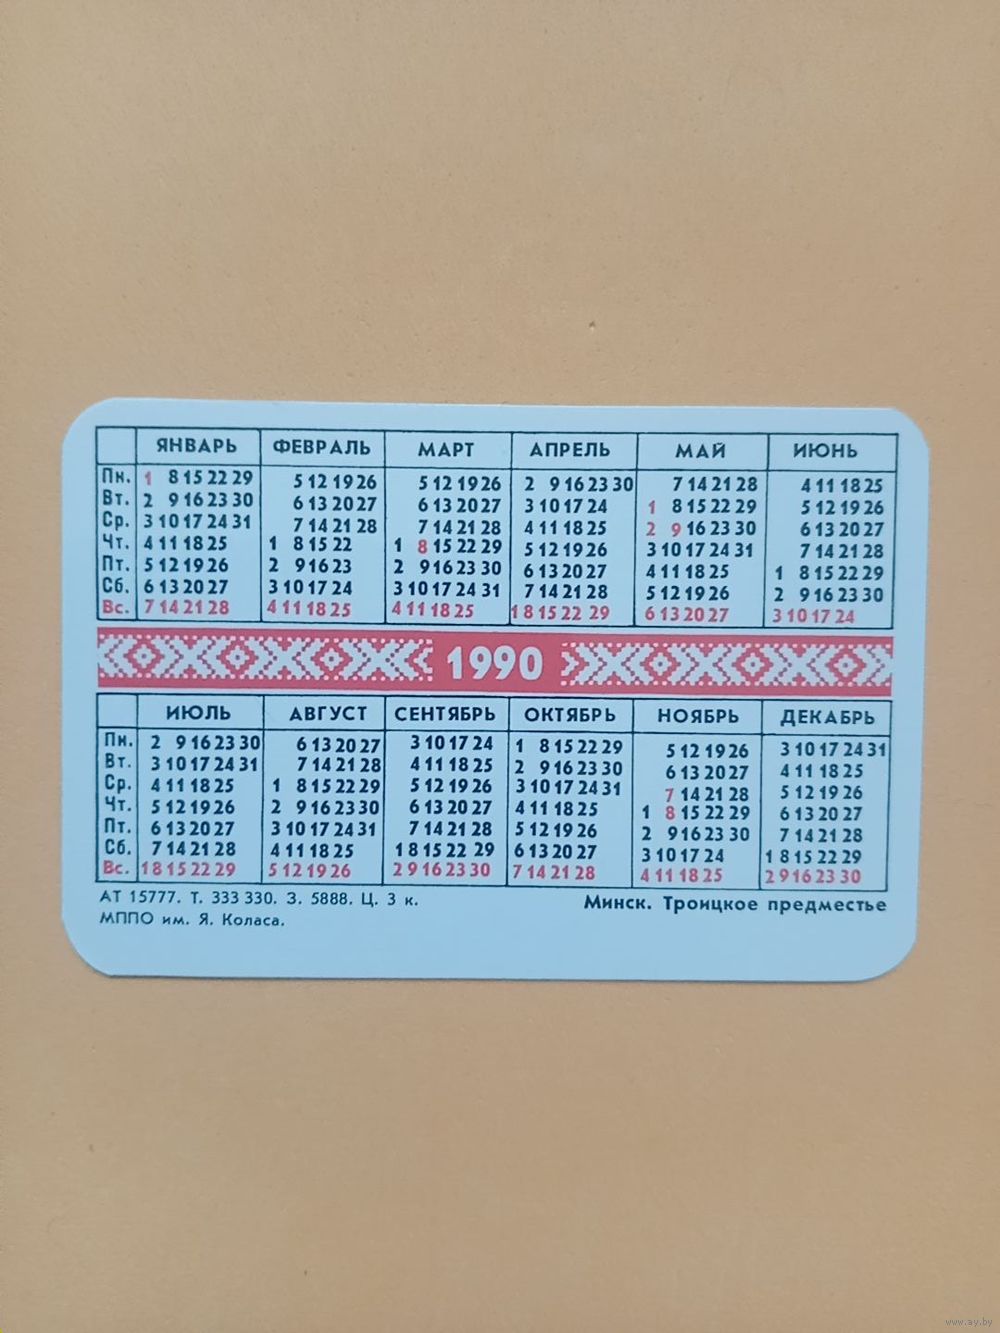 ЯНВАРЬ ФЕВРАЛЬ МАРТ АПРЕЛЬ МАЙ ИЮНЬ
Пн. 1 8 15 22 29 5 12 19 26 5 12 19 26 2 9 16 23 30 7 14 21 28 4 11 18 25
Вт. 2 9 16 23 30 6 13 20 27 6 13 20 27 3 10 17 24 1 8 15 22 29 5 12 19 26
Ср. 3 10 17 24 31 7 14 21 28 7 14 21 28 4 11 18 25 2 9 16 23 30 6 13 20 27
Чт. 4 11 18 25 1 8 15 22 1 8 15 22 29 5 12 19 26 3 10 17 24 31 7 14 21 28
Пт. 5 12 19 26 2 9 16 23 2 9 16 23 30 6 13 20 27 4 11 18 25 1 8 15 22 29
Сб. 6 13 20 27 3 10 17 24 3 10 17 24 31 7 14 21 28 5 12 19 26 2 9 16 23 30
Вс. 7 14 21 28 4 11 18 25 4 11 18 25 1 8 15 22 29 6 13 20 27 3 10 17 24
1990
ИЮЛЬ АВГУСТ СЕНТЯБРЬ ОКТЯБРЬ НОЯБРЬ ДЕКАБРЬ
Пн. 2 9 16 23 30 6 13 20 27 3 10 17 24 1 8 15 22 29 5 12 19 26 3 10 17 24 31
Вт. 3 10 17 24 31 7 14 21 28 4 11 18 25 2 9 16 23 30 6 13 20 27 4 11 18 25
Ср. 4 11 18 25 1 8 15 22 29 5 12 19 26 3 10 17 24 31 7 14 21 28 5 12 19 26
Чт. 5 12 19 26 2 9 16 23 30 6 13 20 27 4 11 18 25 1 8 15 22 29 6 13 20 27
Пт. 6 13 20 27 3 10 17 24 31 7 14 21 28 5 12 19 26 2 9 16 23 30 7 14 21 28
Сб. 7 14 21 28 4 11 18 25 1 8 15 22 29 6 13 20 27 3 10 17 24 1 8 15 22 29
Вс. 1 8 15 22 29 5 12 19 26 2 9 16 23 30 7 14 21 28 4 11 18 25 2 9 16 23 30
АТ 15777. Т. 333 330. З. 5888. Ц. 3 к.
МППО им. Я. Коласа.
Минск. Троицкое предместье
www.ay.by